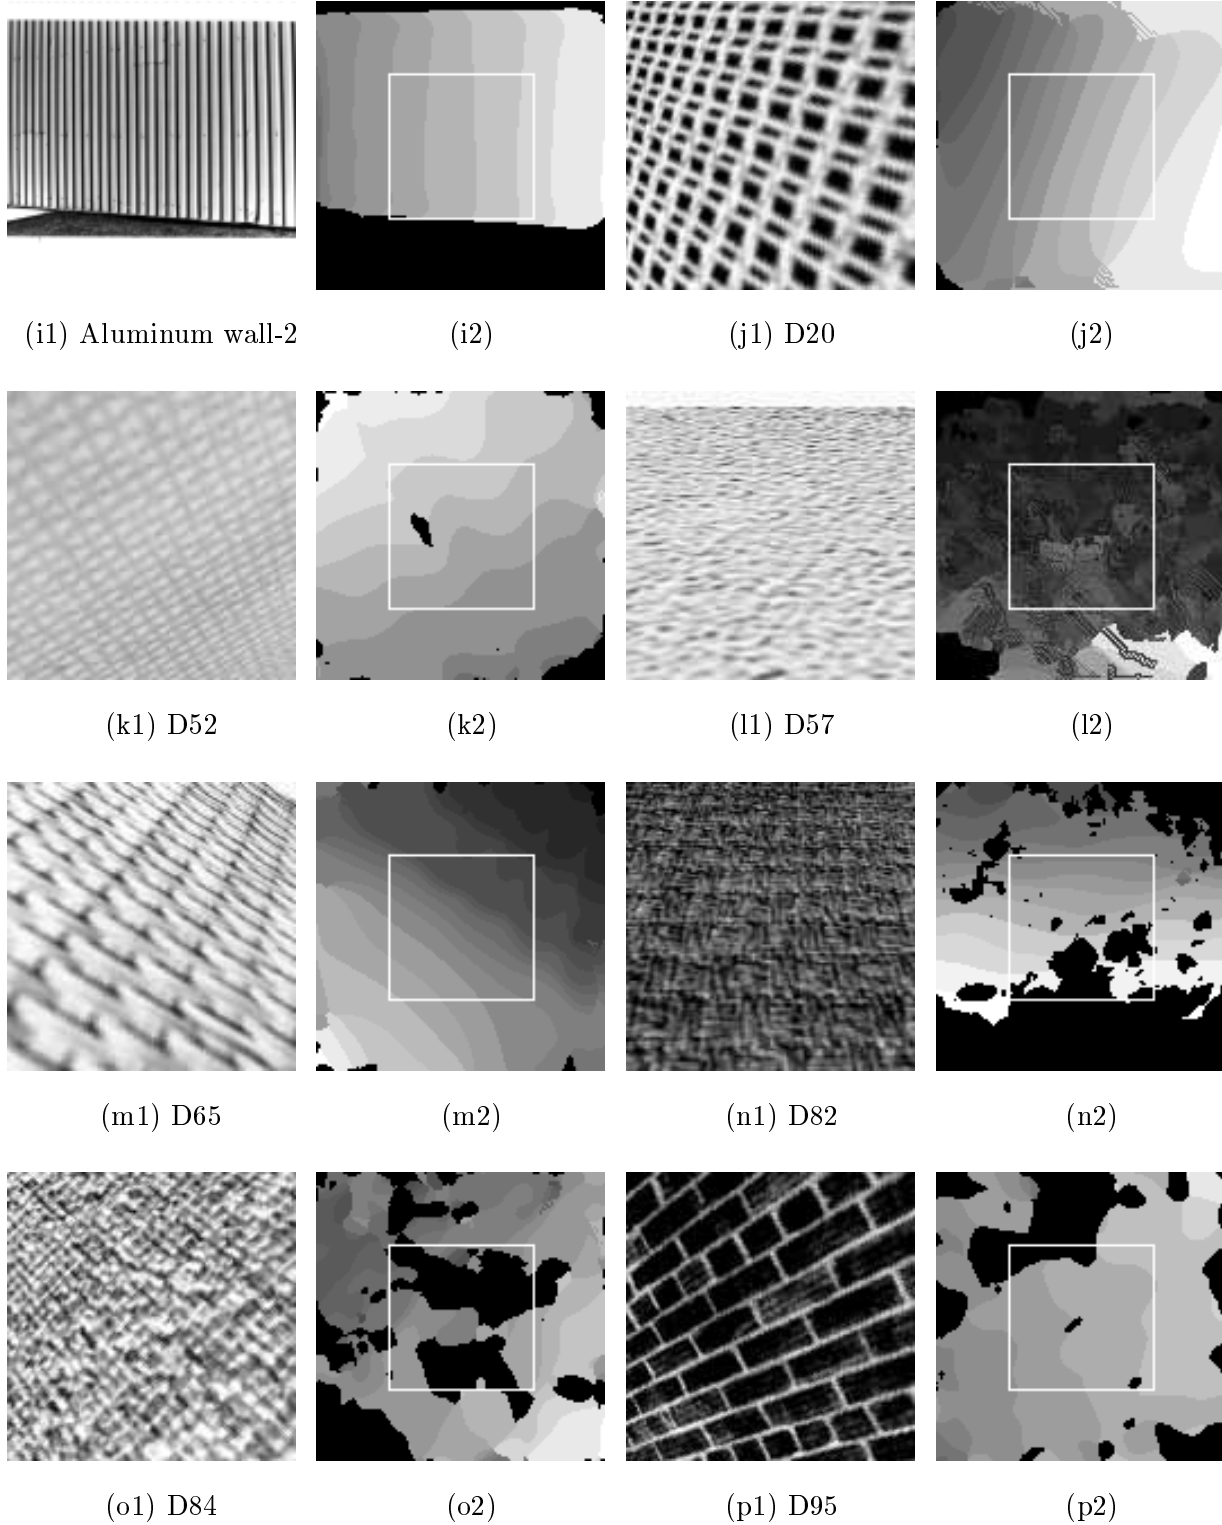 (i1) Aluminum wall-2 (i2) (j1) D20 (j2)
(k1) D52 (k2) (l1) D57 (l2)
(m1) D65 (m2) (n1) D82 (n2)
(o1) D84 (o2) (p1) D95 (p2)